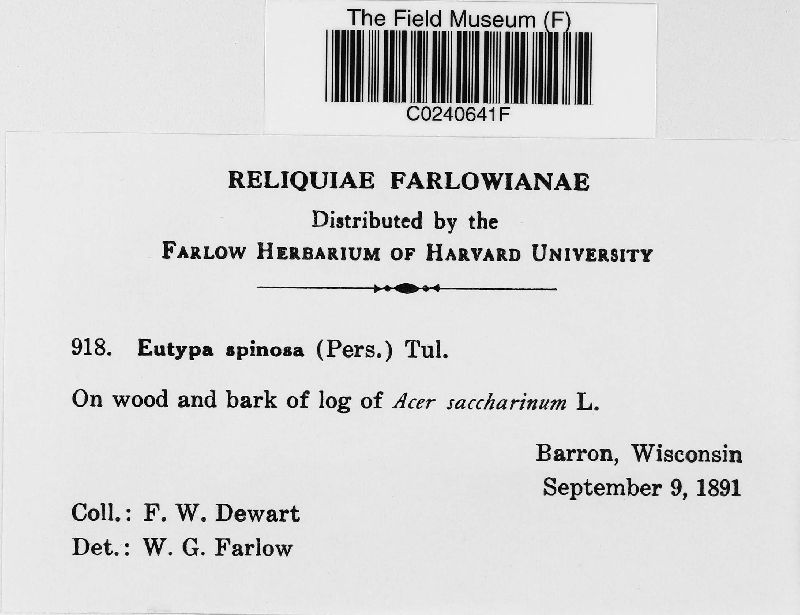 The Field Museum (F)
C0240641F
RELIQUIAE FARLOWIANAE
Distributed by the
FARLOW HERBARIUM OF HARVARD UNIVERSITY
918. Eutypa spinosa (Pers.) Tul.
On wood and bark of log of Acer saccharinum L.
Barron, Wisconsin
September 9, 1891
Coll.: F. W. Dewart
Det.: W. G. Farlow